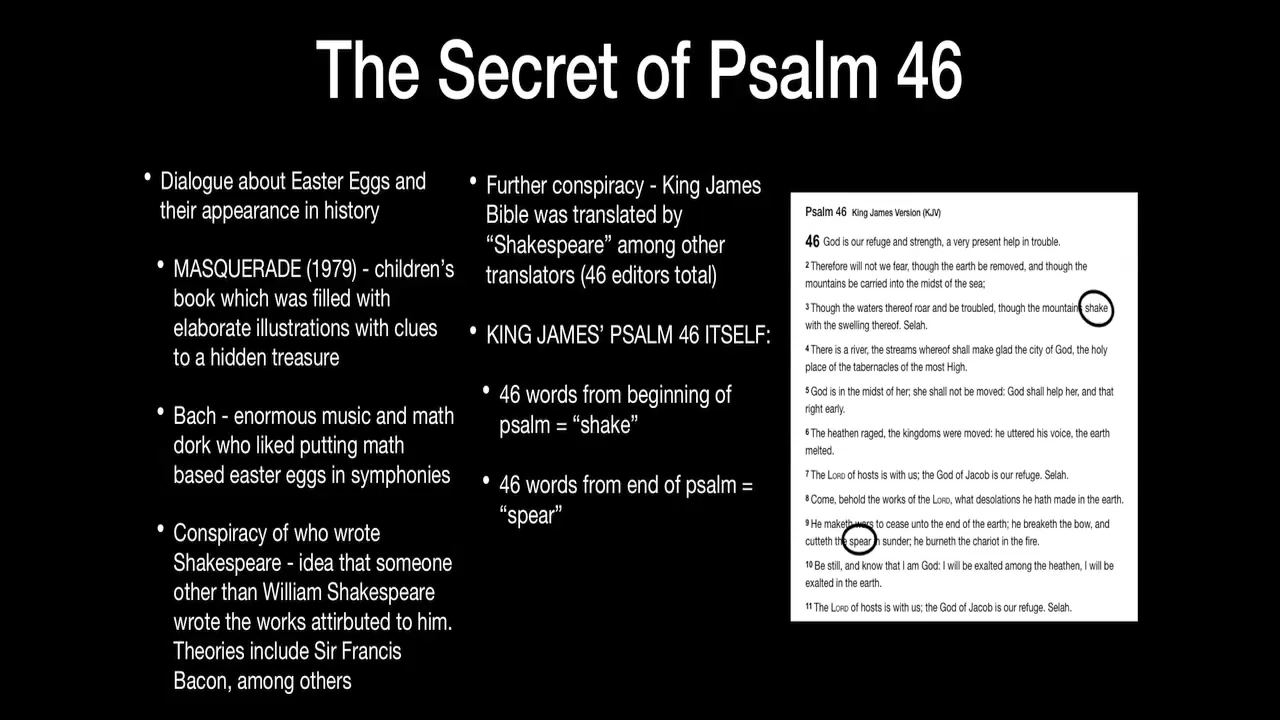 The Secret of Psalm 46
• Dialogue about Easter Eggs and
their appearance in history
• MASQUERADE (1979) - children's
book which was filled with
elaborate illustrations with clues
to a hidden treasure
• Bach - enormous music and math
dork who liked putting math
based easter eggs in symphonies
• Conspiracy of who wrote
Shakespeare - idea that someone
other than William Shakespeare
wrote the works attirbuted to him.
Theories include Sir Francis
Bacon, among others
• Further conspiracy - King James
Bible was translated by
“Shakespeare” among other
translators (46 editors total)
• KING JAMES’ PSALM 46 ITSELF:
• 46 words from beginning of
psalm = “shake”
• 46 words from end of psalm =
“spear”
Psalm 46 King James Version (KJV)
46 God is our refuge and strength, a very present help in trouble.
2 Therefore will not we fear, though the earth be removed, and though the
mountains be carried into the midst of the sea;
3 Though the waters thereof roar and be troubled, though the mountains shake
with the swelling thereof. Selah.
4 There is a river, the streams whereof shall make glad the city of God, the holy
place of the tabernacles of the most High.
5 God is in the midst of her; she shall not be moved: God shall help her, and that
right early.
6 The heathen raged, the kingdoms were moved: he uttered his voice, the earth
melted.
7 The LORD of hosts is with us; the God of Jacob is our refuge. Selah.
8 Come, behold the works of the LORD, what desolations he hath made in the earth.
9 He maketh wars to cease unto the end of the earth; he breaketh the bow, and
cutteth the spear in sunder; he burneth the chariot in the fire.
10 Be still, and know that I am God: I will be exalted among the heathen, I will be
exalted in the earth.
11 The LORD of hosts is with us; the God of Jacob is our refuge. Selah.